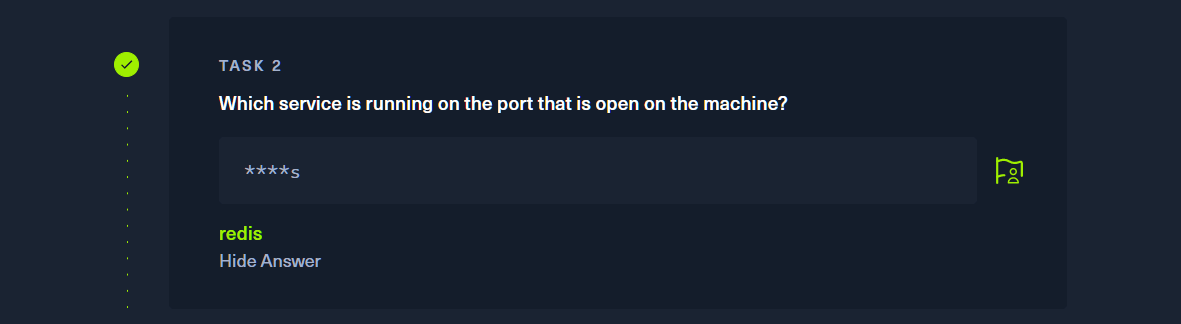 TASK 2
Which service is running on the port that is open on the machine?
****s
redis
Hide Answer